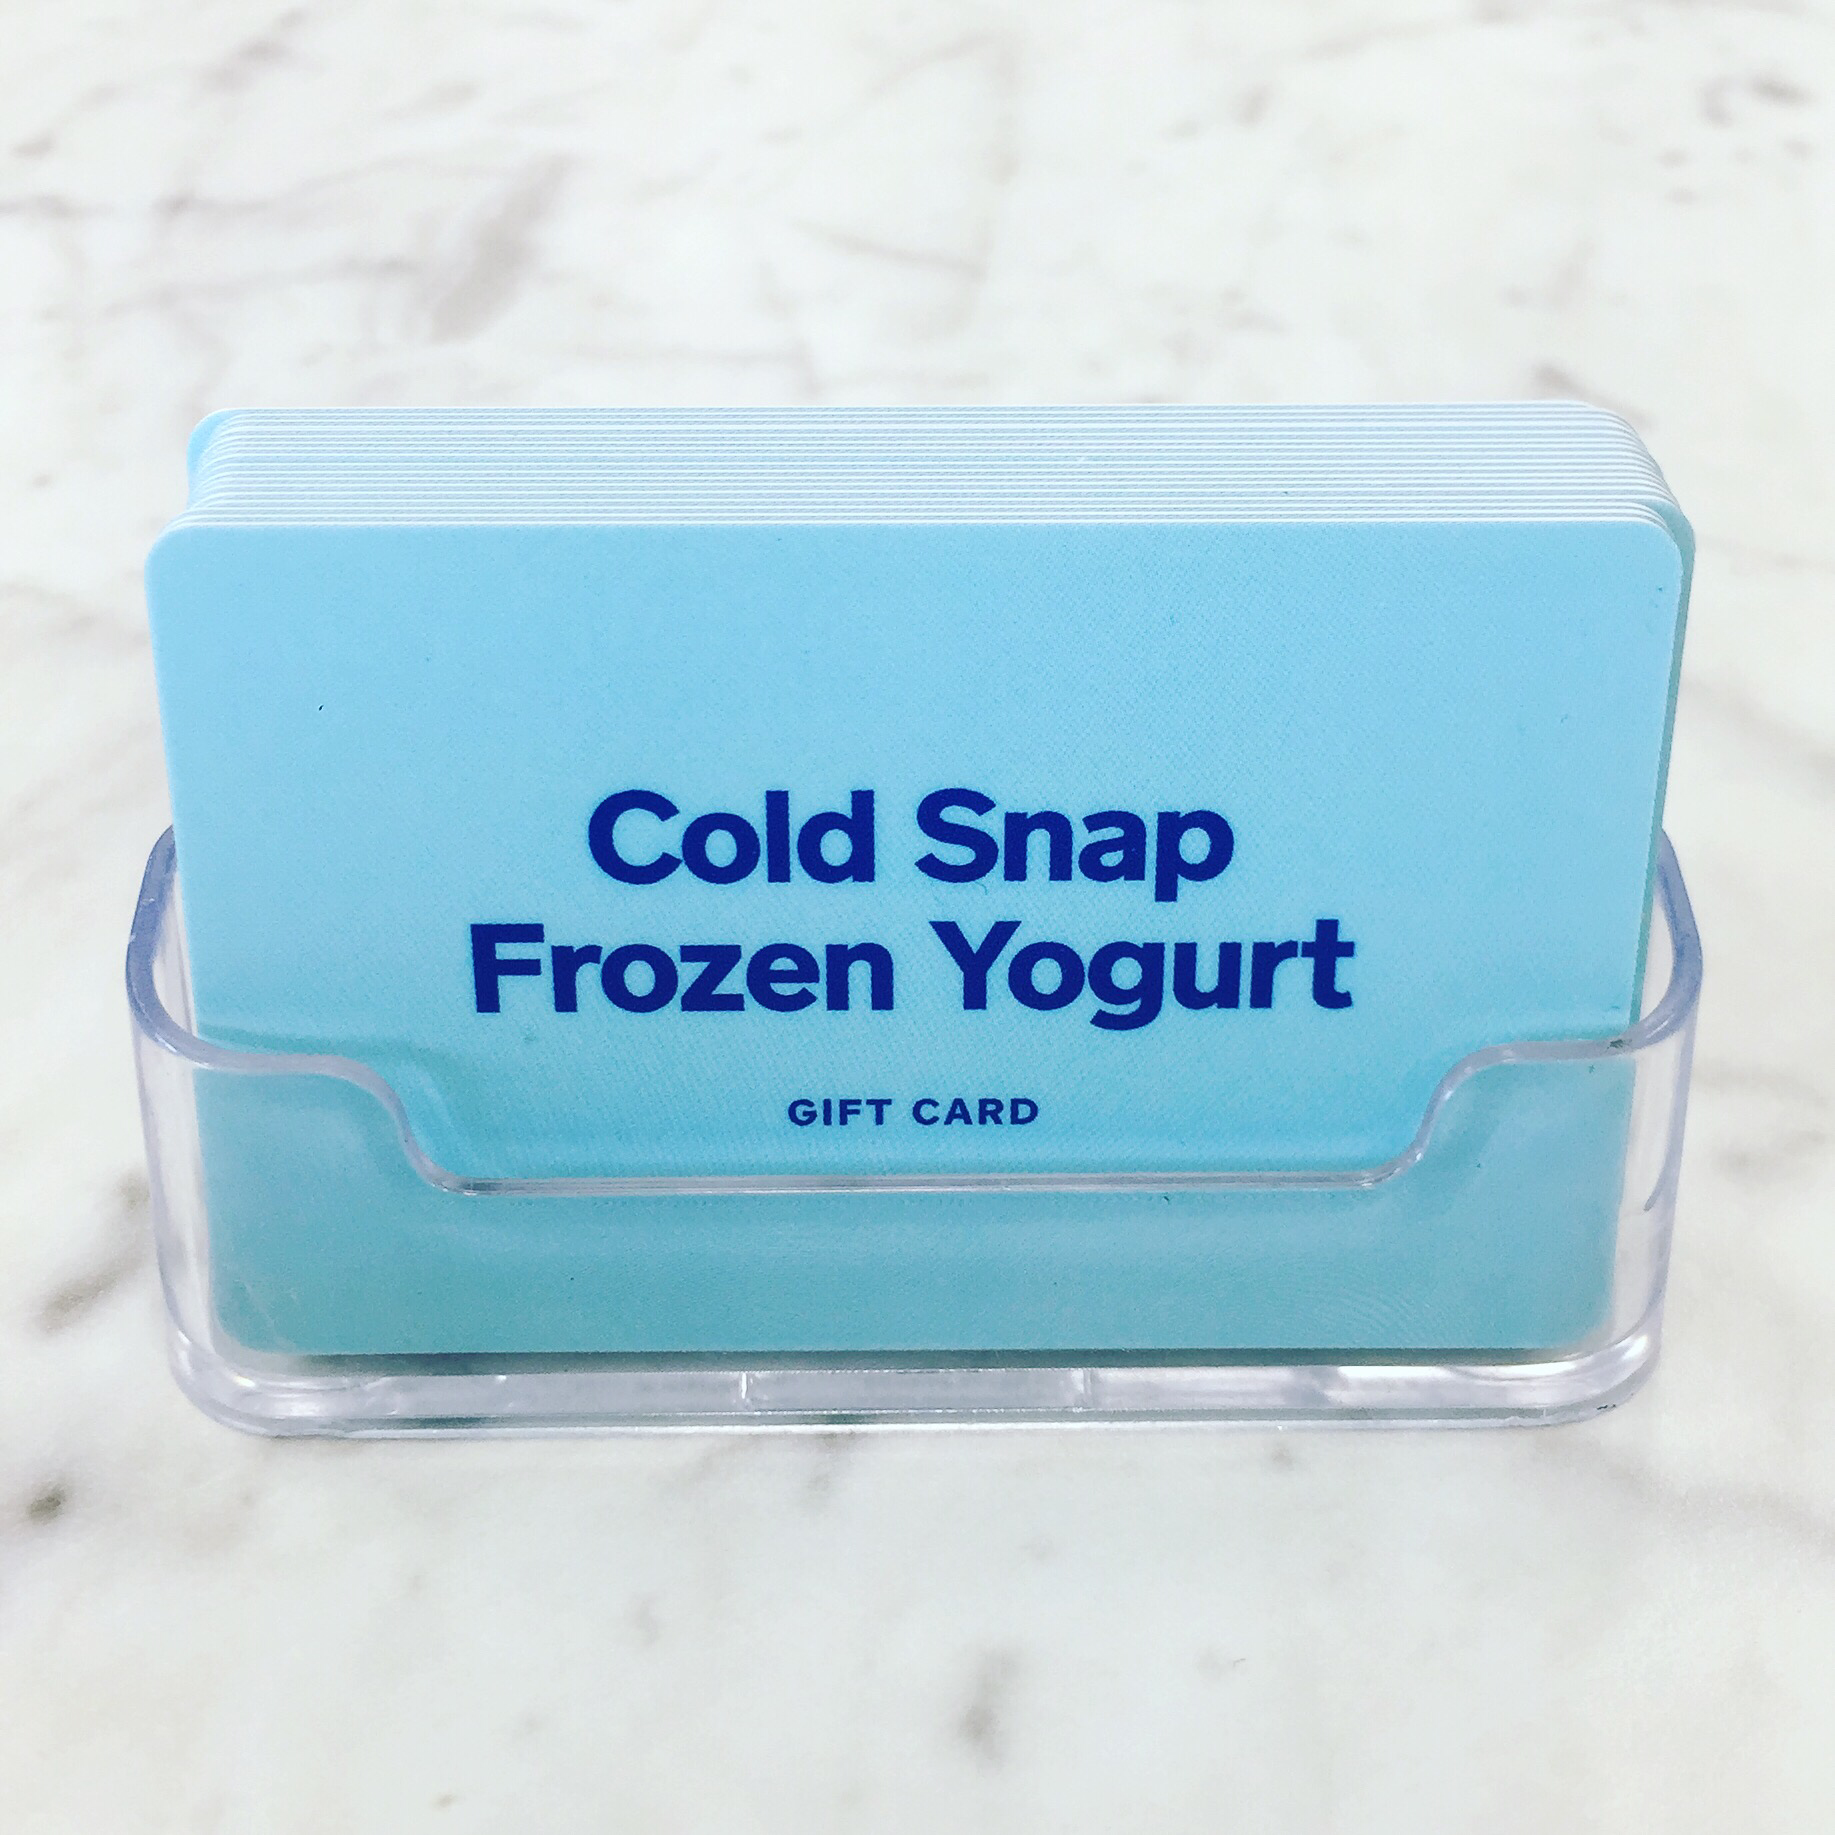 Cold Snap
Frozen Yogurt
GIFT CARD